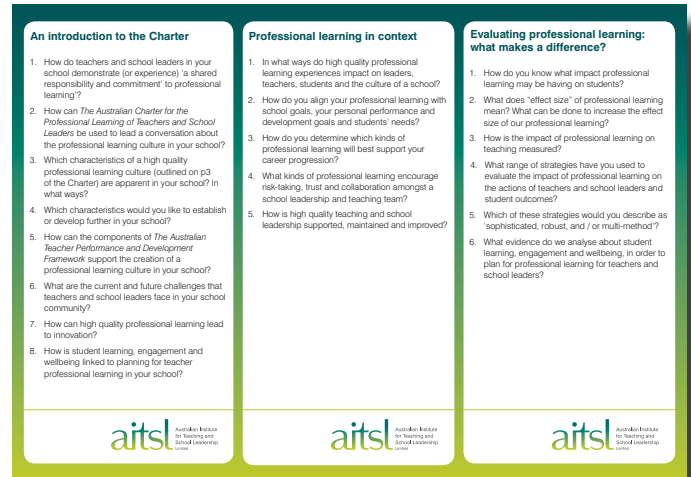 An introduction to the Charter
1. How do teachers and school leaders in your
school demonstrate (or experience) ‘a shared
responsibility and commitment’ to professional
learning’?
2. How can The Australian Charter for the
Professional Learning of Teachers and School
Leaders be used to lead a conversation about
the professional learning culture in your school?
3. Which characteristics of a high quality
professional learning culture (outlined on p3
of the Charter) are apparent in your school? In
what ways?
4. Which characteristics would you like to establish
or develop further in your school?
5. How can the components of The Australian
Teacher Performance and Development
Framework support the creation of a
professional learning culture in your school?
6. What are the current and future challenges that
teachers and school leaders face in your school
community?
7. How can high quality professional learning lead
to innovation?
8. How is student learning, engagement and
wellbeing linked to planning for teacher
professional learning in your school?
aitsl
Australian Institute
for Teaching and
School Leadership
Limited
Professional learning in context
1. In what ways do high quality professional
learning experiences impact on leaders,
teachers, students and the culture of a school?
2. How do you align your professional learning with
school goals, your personal performance and
development goals and students’ needs?
3. How do you determine which kinds of
professional learning will best support your
career progression?
4. What kinds of professional learning encourage
risk-taking, trust and collaboration amongst a
school leadership and teaching team?
5. How is high quality teaching and school
leadership supported, maintained and improved?
aitsl
Australian Institute
for Teaching and
School Leadership
Limited
Evaluating professional learning:
what makes a difference?
1. How do you know what impact professional
learning may be having on students?
2. What does “effect size” of professional learning
mean? What can be done to increase the effect
size of our professional learning?
3. How is the impact of professional learning on
teaching measured?
4. What range of strategies have you used to
evaluate the impact of professional learning on
the actions of teachers and school leaders and
student outcomes?
5. Which of these strategies would you describe as
‘sophisticated, robust, and / or multi-method’?
6. What evidence do we analyse about student
learning, engagement and wellbeing, in order to
plan for professional learning for teachers and
school leaders?
aitsl
Australian Institute
for Teaching and
School Leadership
Limited